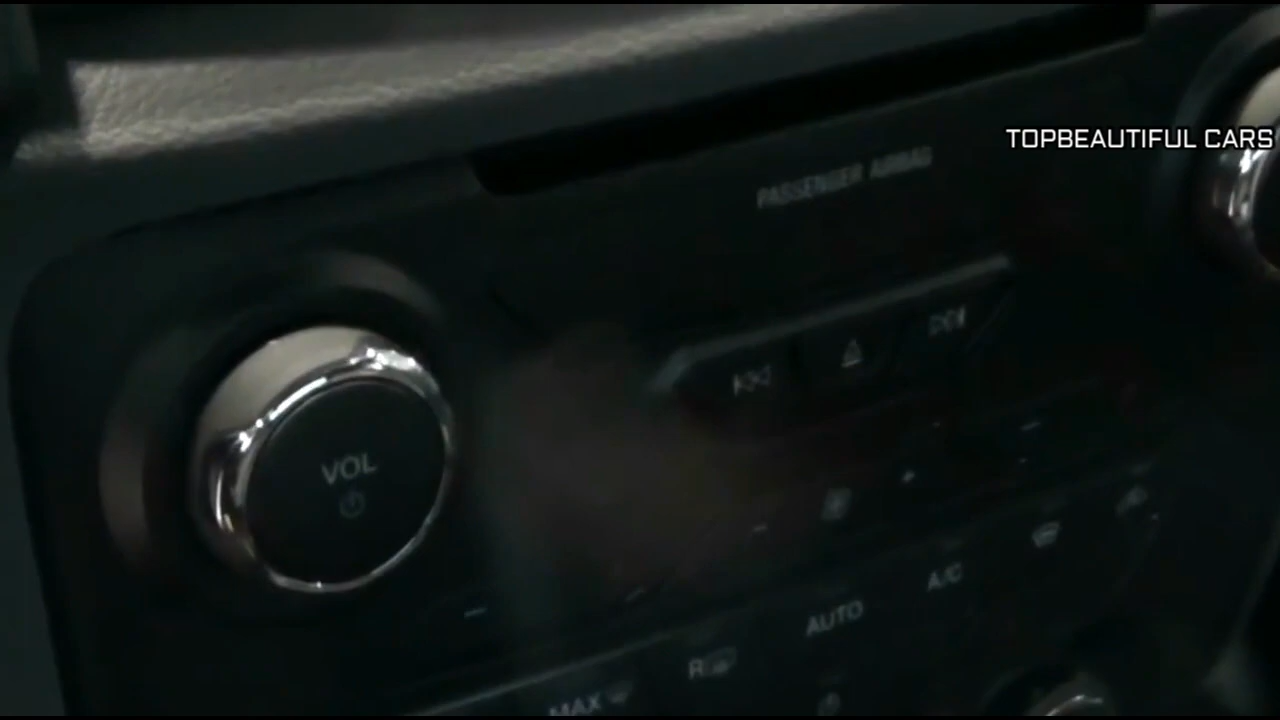 TOPBEAUTIFUL CARS
PASSENGER AIRBAG
VOL
A/C
AUTO
R
MAX